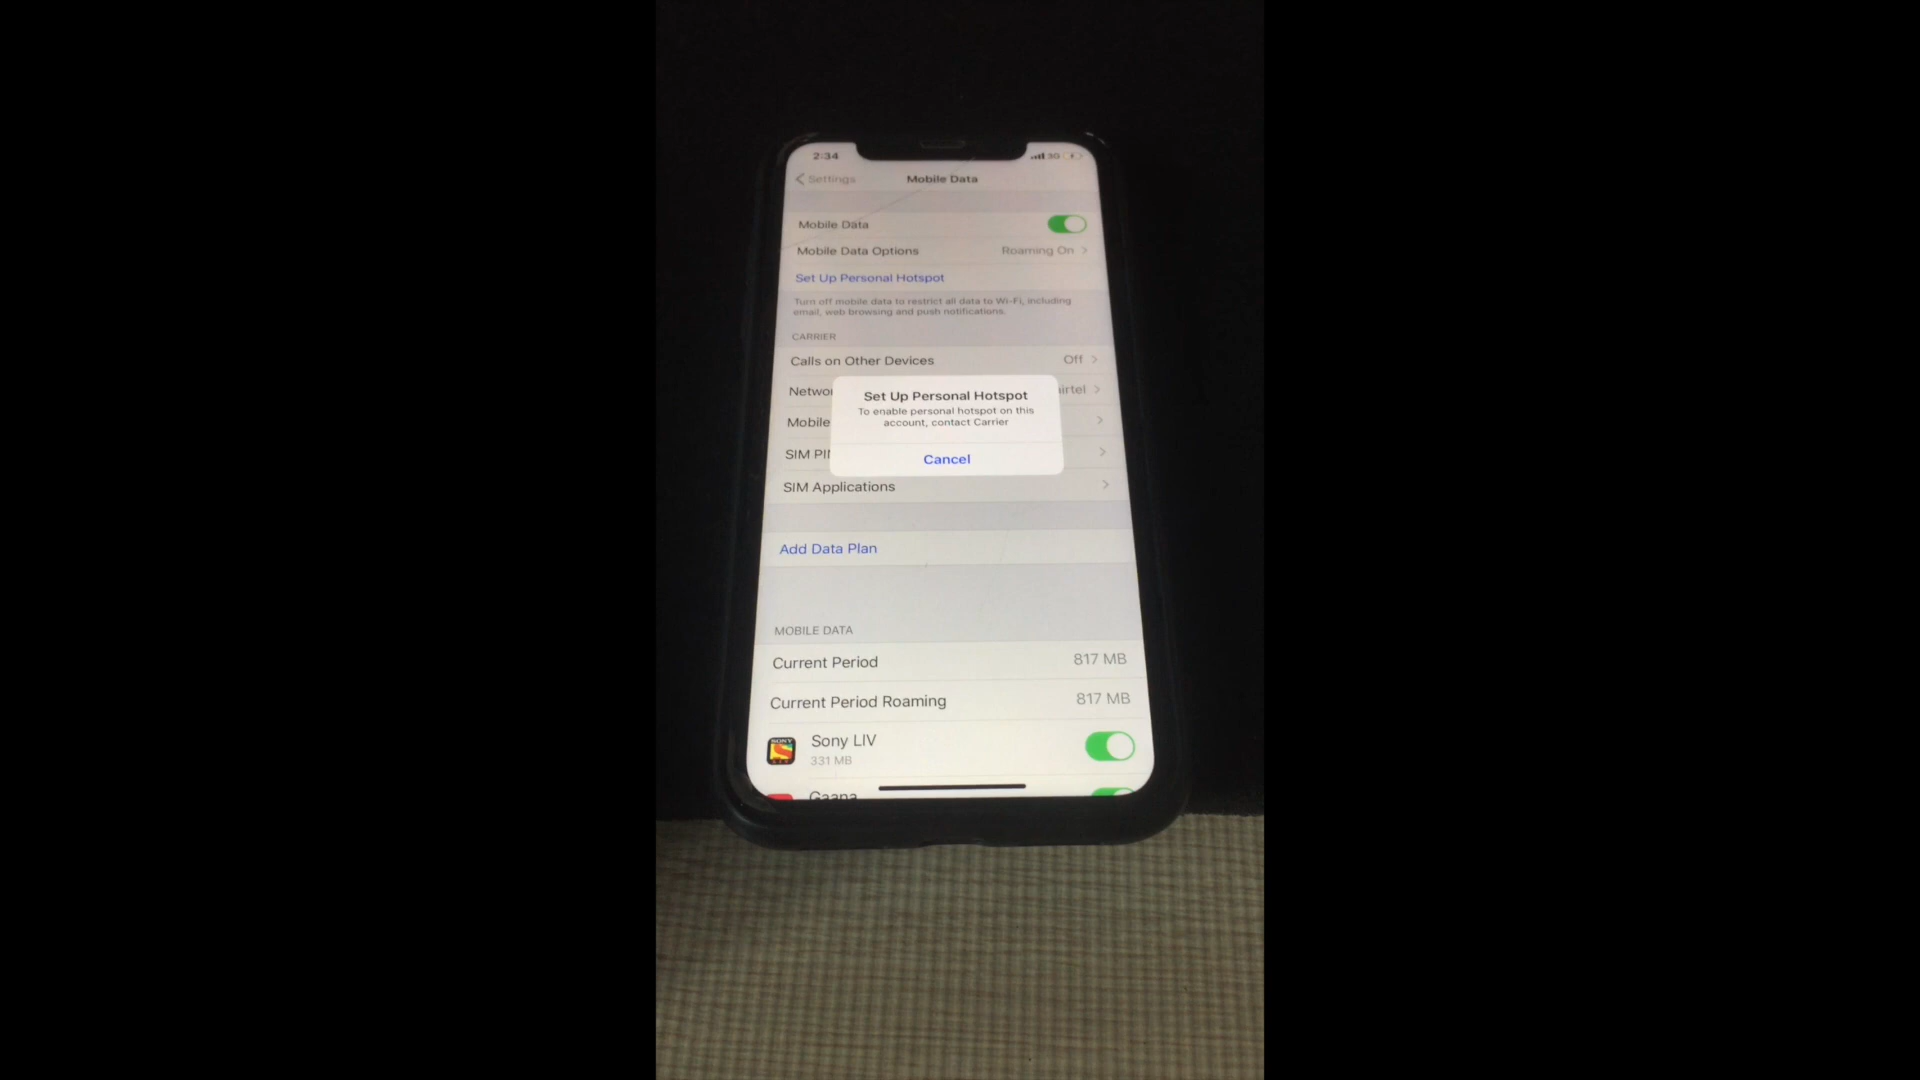 2:34
3G
Settings
Mobile Data
Mobile Data
Mobile Data Options Roaming On
Set Up Personal Hotspot
Turn off mobile data to restrict all data to Wi-Fi, including
email, web browsing and push notifications.
CARRIER
Calls on Other Devices Off
Netwo
irtel
Set Up Personal Hotspot
To enable personal hotspot on this
account, contact Carrier
Cancel
Mobile
SIM PI
SIM Applications
Add Data Plan
MOBILE DATA
Current Period 817 MB
Current Period Roaming 817 MB
SONY
Sony LIV
331 MB
Gaana